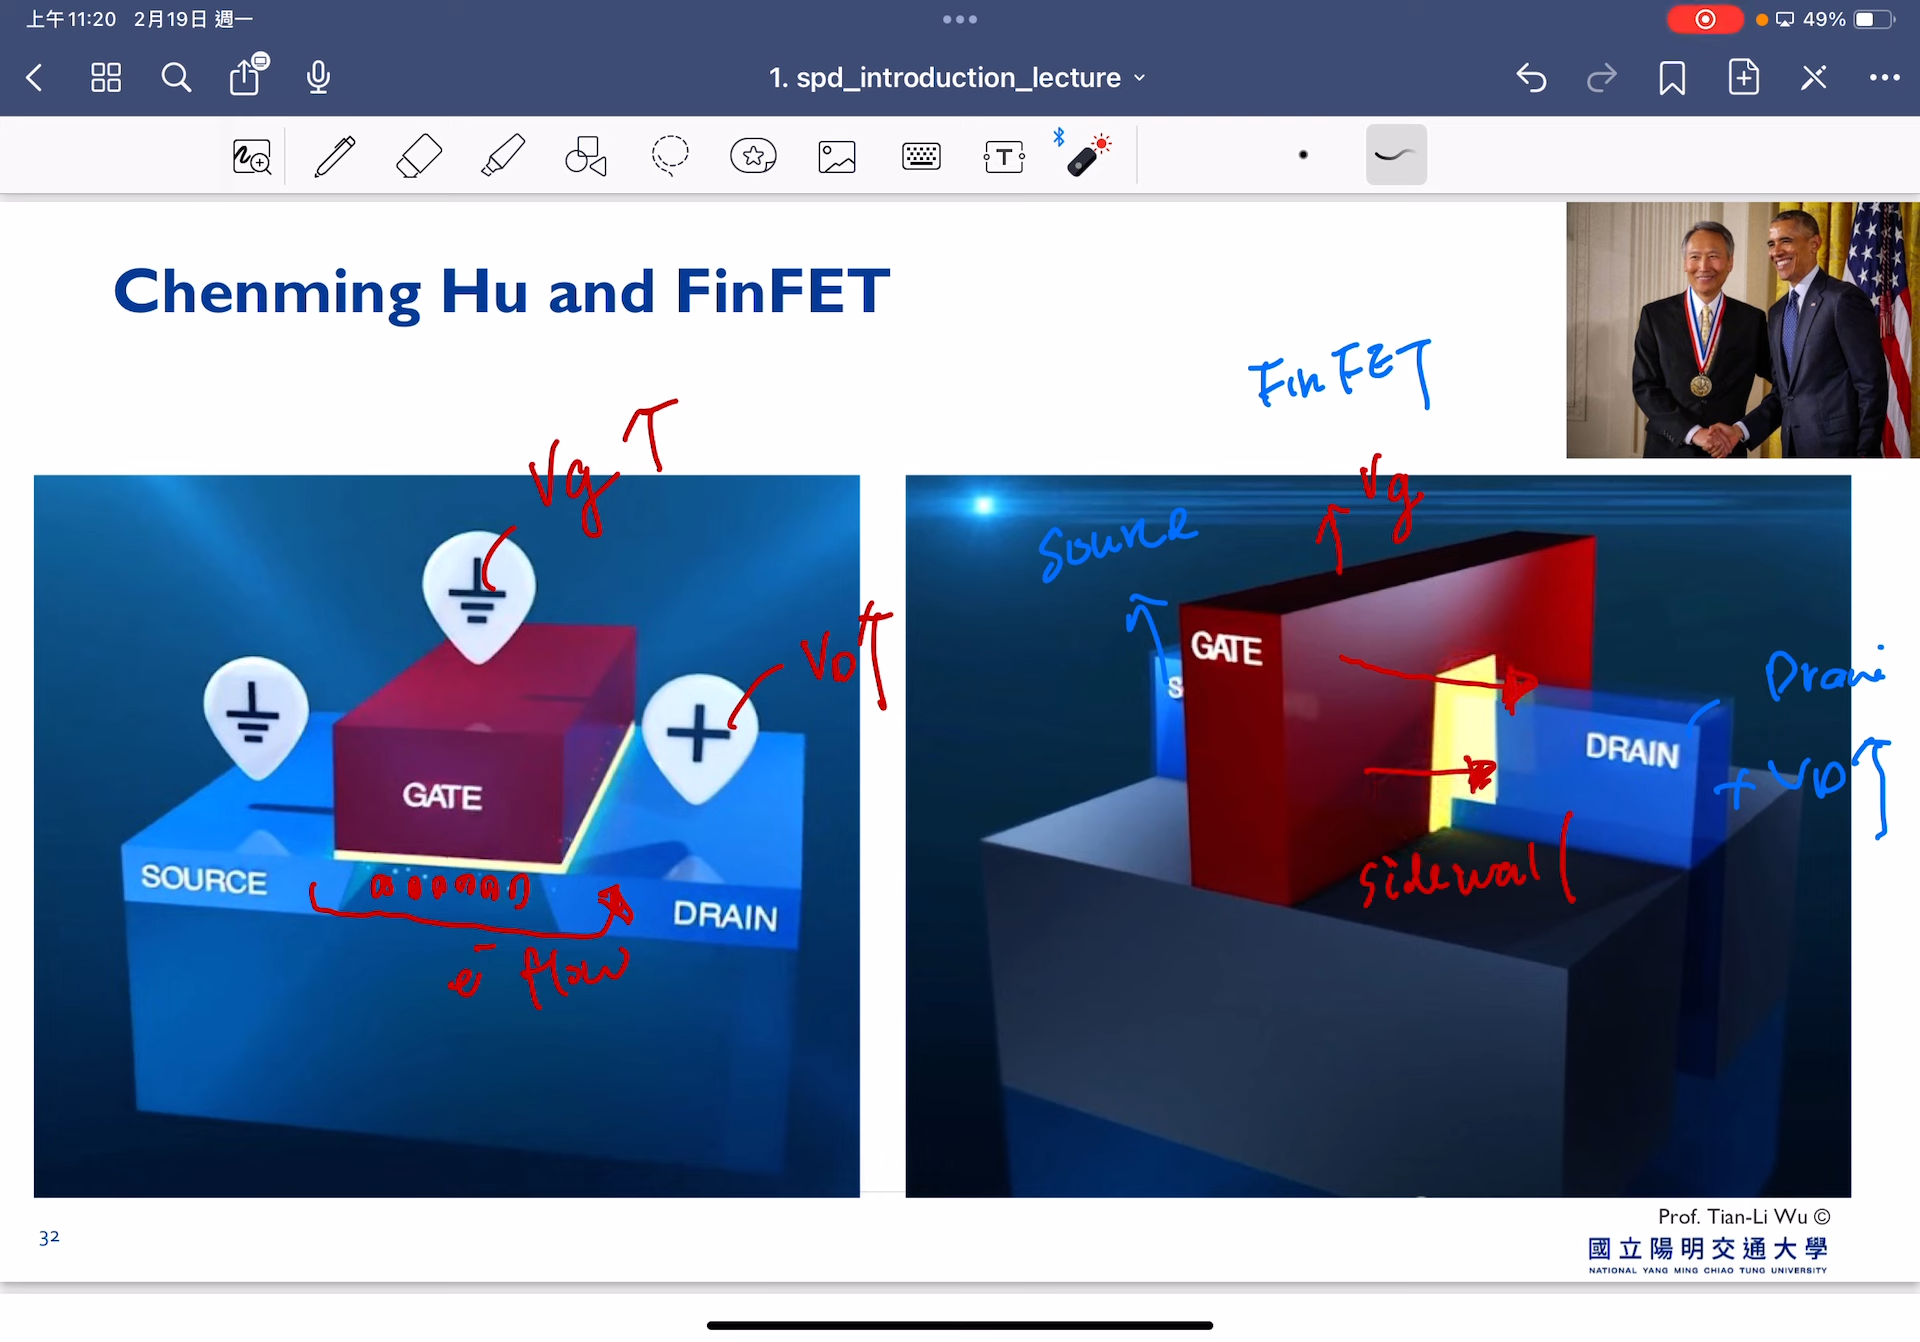 上午11:20 2月19日 週一
49%
1. spd_introduction_lecture
T
Chenming Hu and FinFET
FinFET
Vg↑
Vg
Source
GATE
S
VD↑
Drain
DRAIN
+ VD↑
GATE
SOURCE
DRAIN
sidewall
e⁻ flow
Prof. Tian-Li Wu ©
32
國立陽明交通大學
NATIONAL YANG MING CHIAO TUNG UNIVERSITY